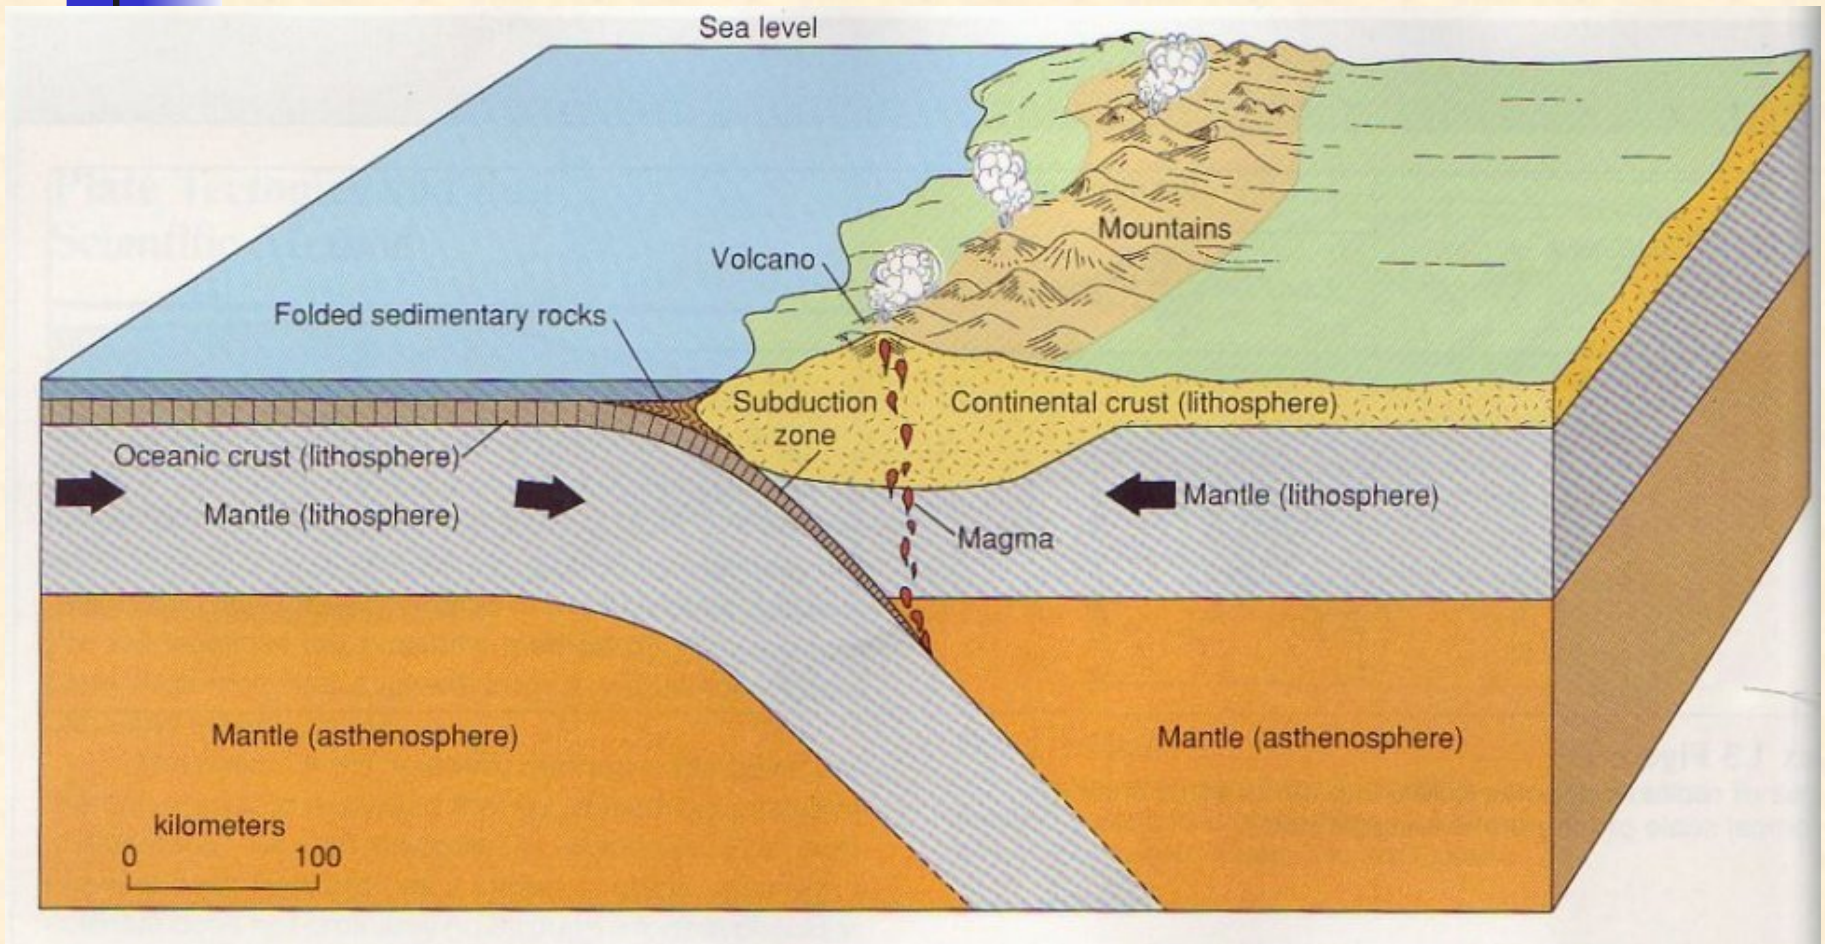 Sea level
Mountains
Volcano
Folded sedimentary rocks
Subduction
zone
Continental crust (lithosphere)
Oceanic crust (lithosphere)
Mantle (lithosphere)
Mantle (lithosphere)
Magma
Mantle (asthenosphere)
Mantle (asthenosphere)
kilometers
0 100